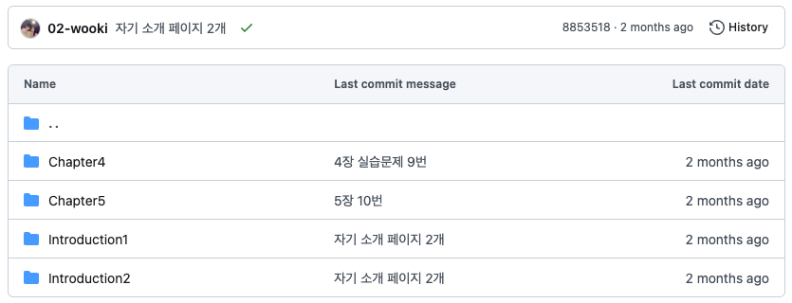 02-wooki 자기 소개 페이지 2개 8853518 · 2 months ago History
Name Last commit message Last commit date
..
Chapter4 4장 실습문제 9번 2 months ago
Chapter5 5장 10번 2 months ago
Introduction1 자기 소개 페이지 2개 2 months ago
Introduction2 자기 소개 페이지 2개 2 months ago